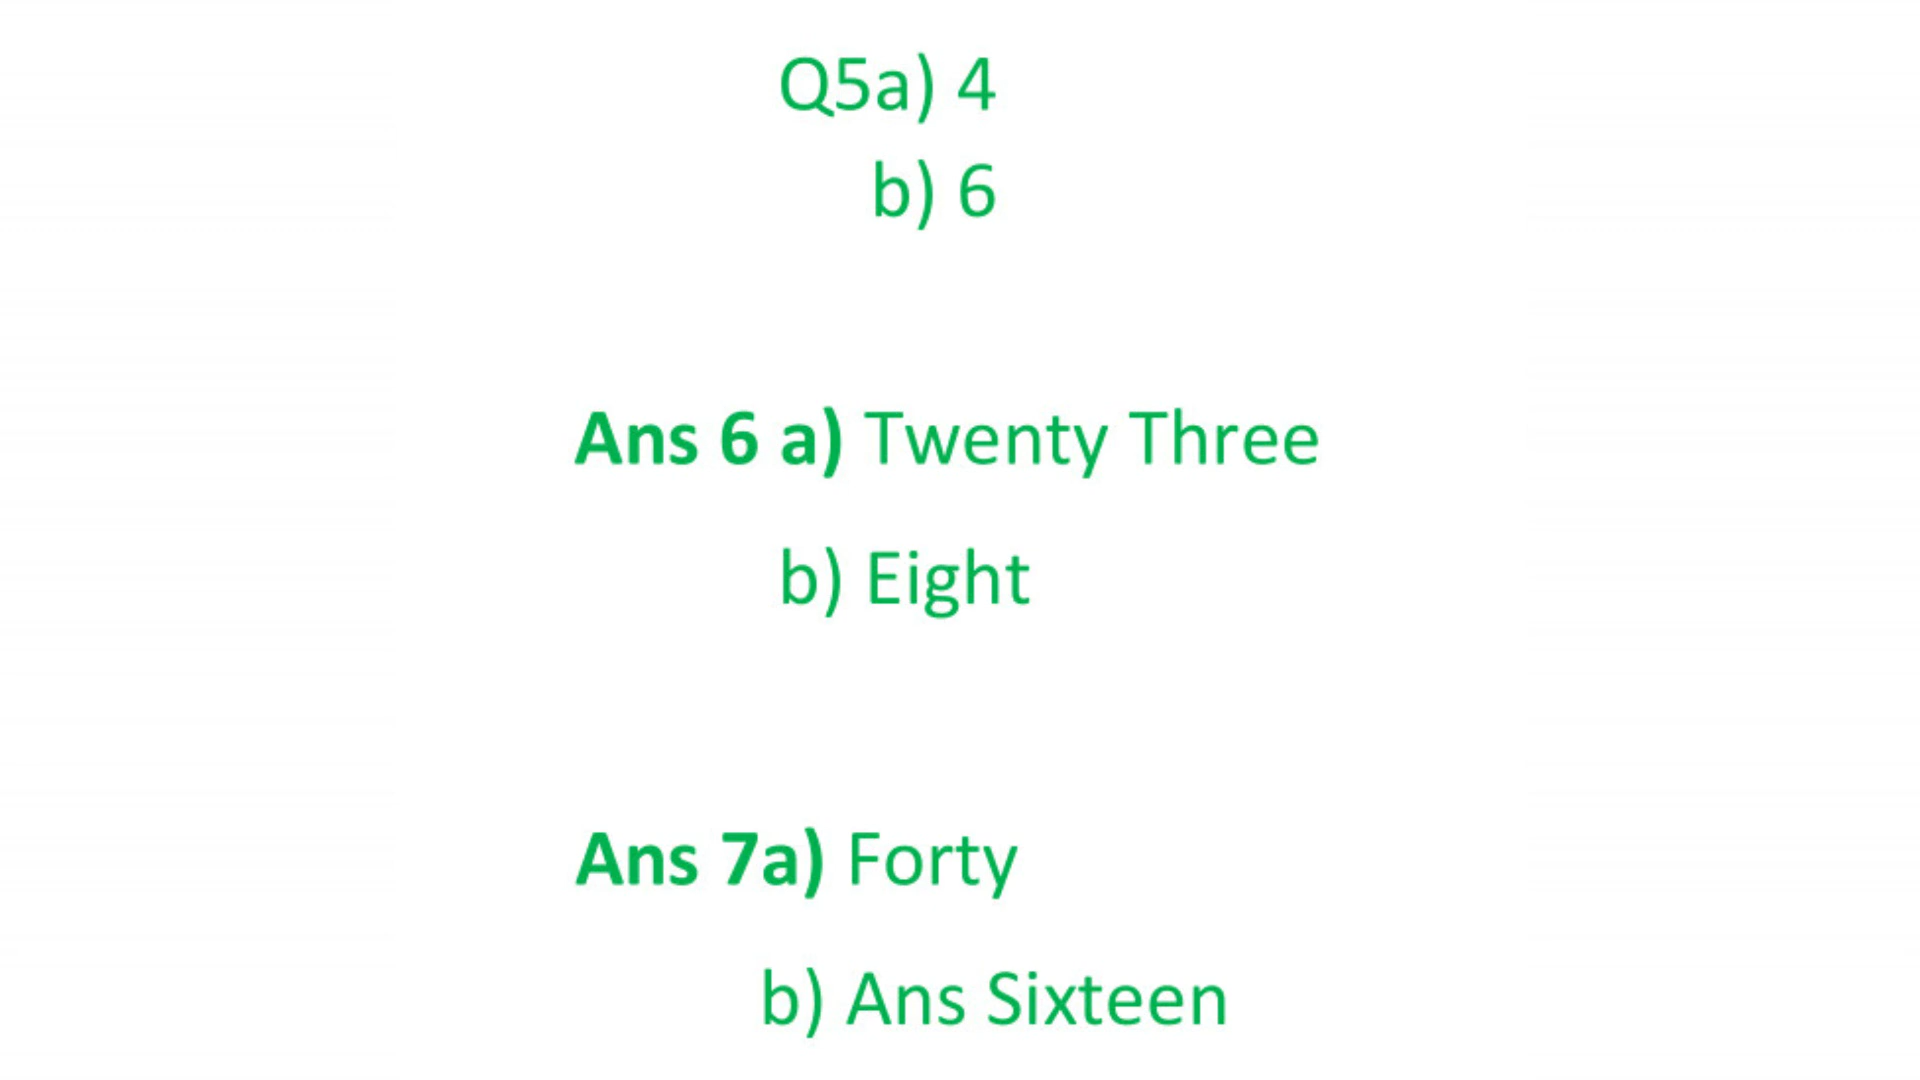 Q5a) 4
b) 6
Ans 6 a) Twenty Three
b) Eight
Ans 7a) Forty
b) Ans Sixteen